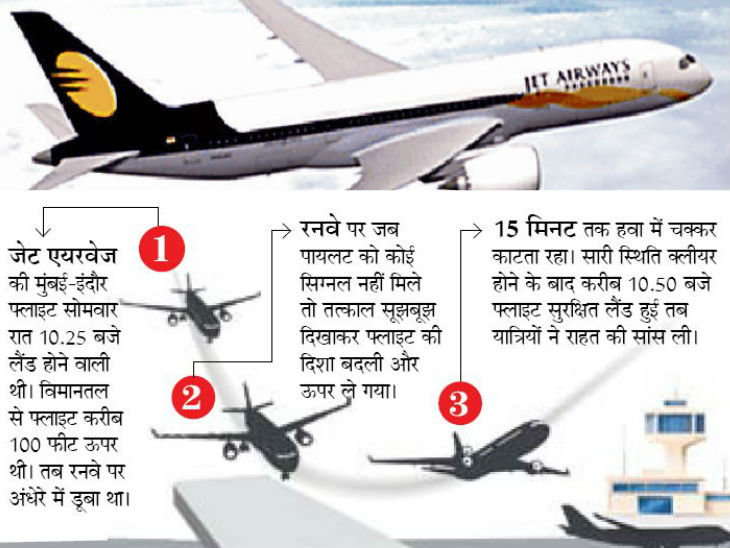 JET AIRWAYS
1
जेट एयरवेज
की मुंबई-इंदौर
फ्लाइट सोमवार
रात 10.25 बजे
लैंड होने वाली
थी। विमानतल
से फ्लाइट करीब
100 फीट ऊपर
थी। तब रनवे पर
अंधेरे में डूबा था।
2
रनवे पर जब
पायलट को कोई
सिग्नल नहीं मिले
तो तत्काल सूझबूझ
दिखाकर फ्लाइट की
दिशा बदली और
ऊपर ले गया।
3
15 मिनट तक हवा में चक्कर
काटता रहा। सारी स्थिति क्लीयर
होने के बाद करीब 10.50 बजे
फ्लाइट सुरक्षित लैंड हुई तब
यात्रियों ने राहत की सांस ली।